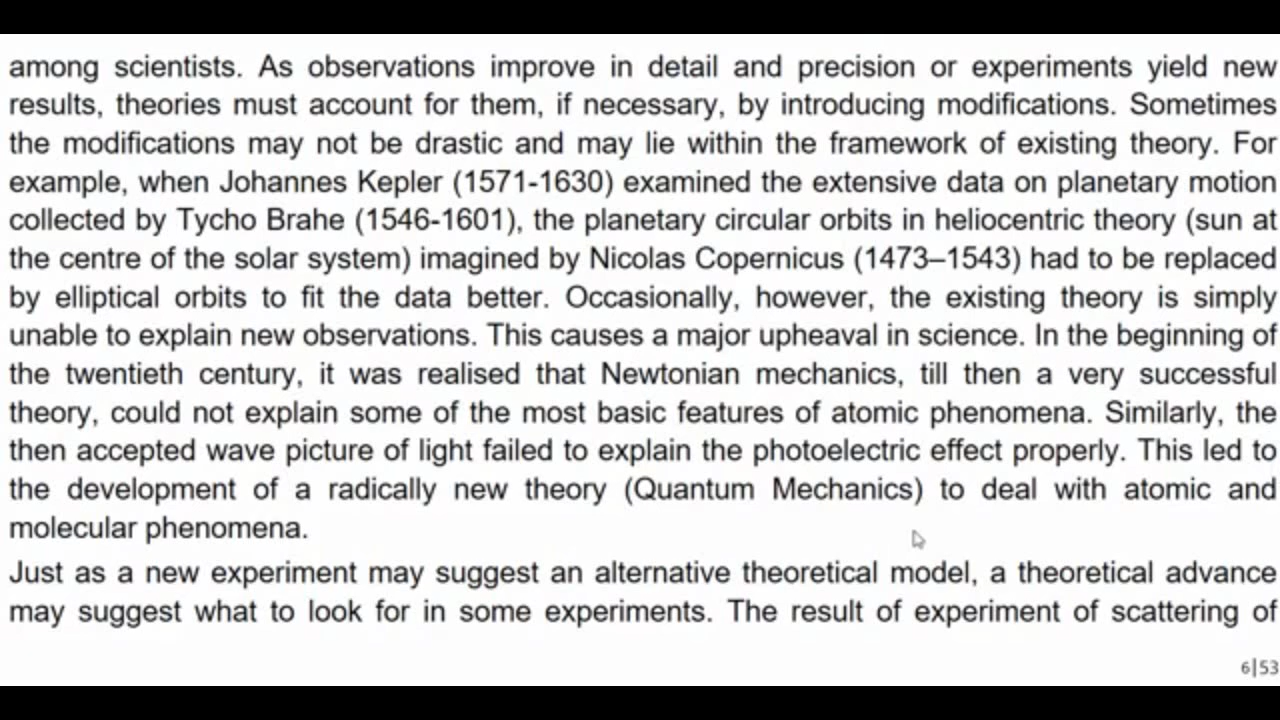 among scientists. As observations improve in detail and precision or experiments yield new
results, theories must account for them, if necessary, by introducing modifications. Sometimes
the modifications may not be drastic and may lie within the framework of existing theory. For
example, when Johannes Kepler (1571-1630) examined the extensive data on planetary motion
collected by Tycho Brahe (1546-1601), the planetary circular orbits in heliocentric theory (sun at
the centre of the solar system) imagined by Nicolas Copernicus (1473–1543) had to be replaced
by elliptical orbits to fit the data better. Occasionally, however, the existing theory is simply
unable to explain new observations. This causes a major upheaval in science. In the beginning of
the twentieth century, it was realised that Newtonian mechanics, till then a very successful
theory, could not explain some of the most basic features of atomic phenomena. Similarly, the
then accepted wave picture of light failed to explain the photoelectric effect properly. This led to
the development of a radically new theory (Quantum Mechanics) to deal with atomic and
molecular phenomena.
Just as a new experiment may suggest an alternative theoretical model, a theoretical advance
may suggest what to look for in some experiments. The result of experiment of scattering of
6|53